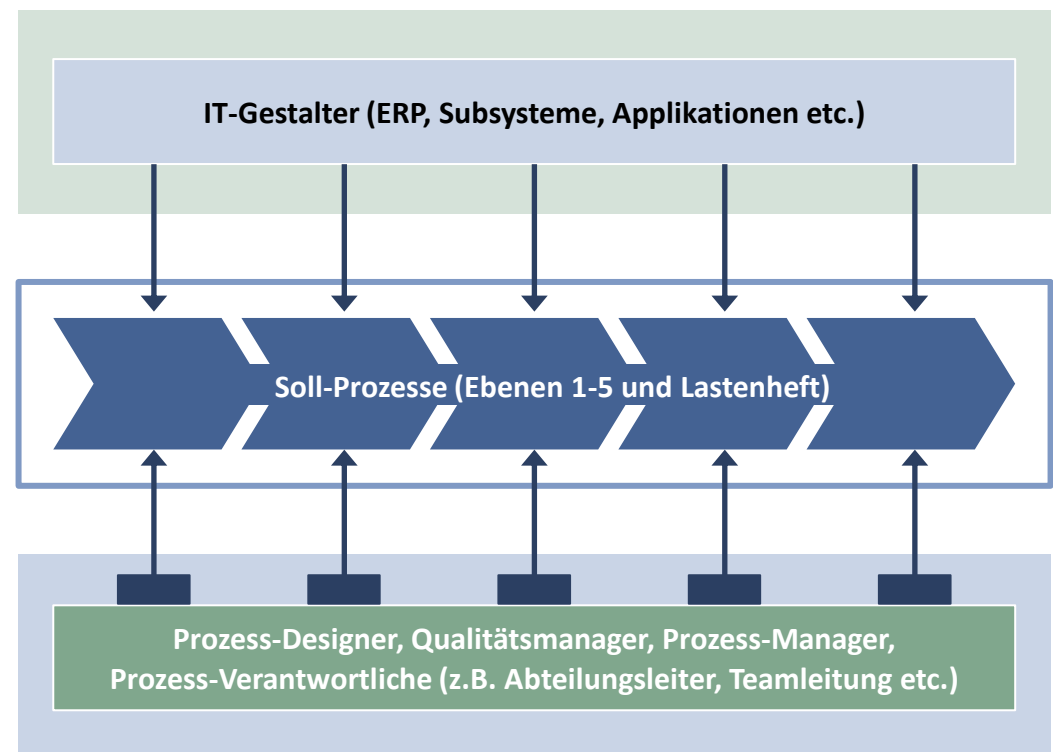 IT-Gestalter (ERP, Subsysteme, Applikationen etc.)
Soll-Prozesse (Ebenen 1-5 und Lastenheft)
Prozess-Designer, Qualitätsmanager, Prozess-Manager,
Prozess-Verantwortliche (z.B. Abteilungsleiter, Teamleitung etc.)